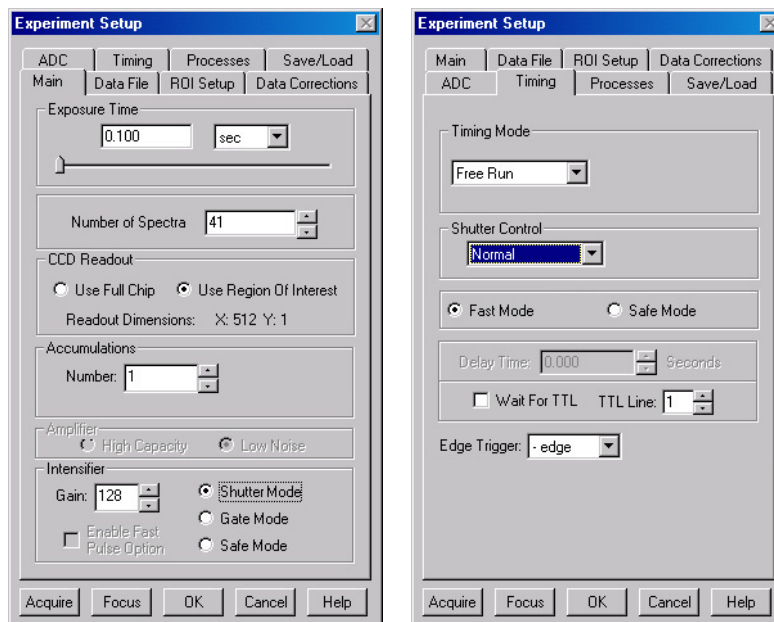 Experiment Setup
ADC Timing Processes Save/Load
Main Data File ROI Setup Data Corrections
Exposure Time
0.100 sec
Number of Spectra 41
CCD Readout
Use Full Chip Use Region Of Interest
Readout Dimensions: X: 512 Y: 1
Accumulations
Number: 1
Amplifier
High Capacity Low Noise
Intensifier
Gain: 128 Shutter Mode
Gate Mode
Enable Fast
Pulse Option
Safe Mode
Acquire Focus OK Cancel Help
Experiment Setup
Main Data File ROI Setup Data Corrections
ADC Timing Processes Save/Load
Timing Mode
Free Run
Shutter Control
Normal
Fast Mode Safe Mode
Delay Time: 0.000 Seconds
Wait For TTL TTL Line: 1
Edge Trigger: - edge
Acquire Focus OK Cancel Help